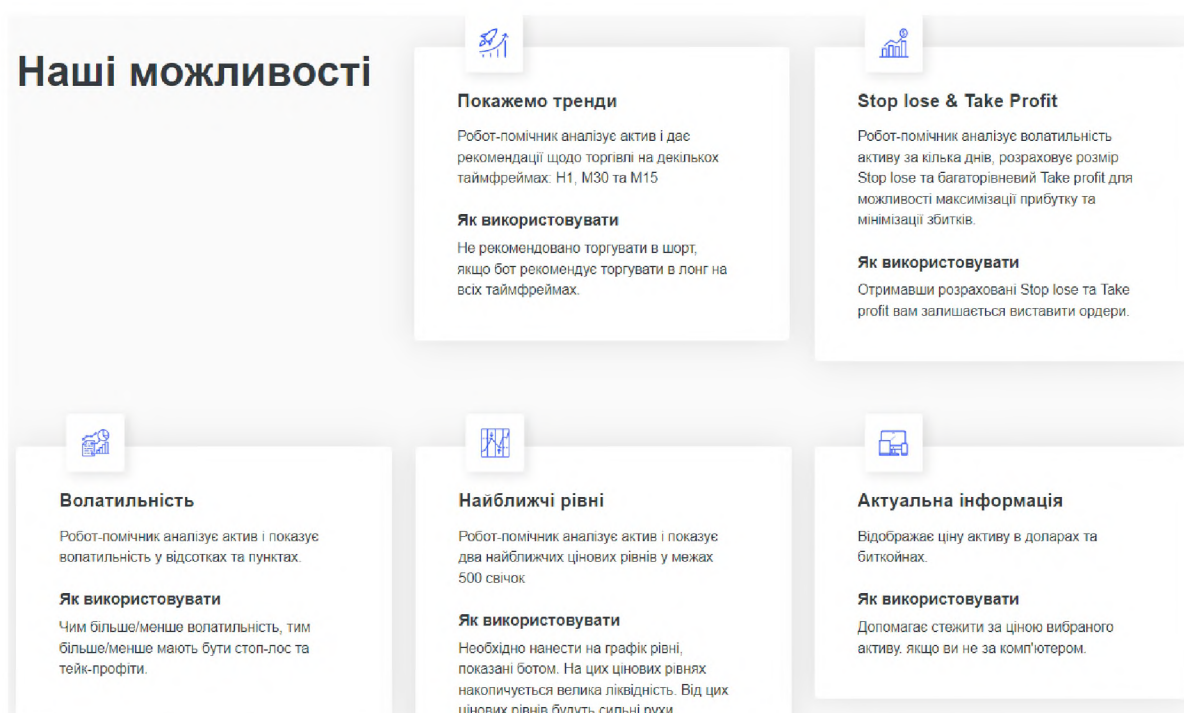 Наші можливості
Покажемо тренди
Робот-помічник аналізує актив і дає
рекомендації щодо торгівлі на декількох
таймфреймах: H1, M30 та M15
Як використовувати
Не рекомендовано торгувати в шорт,
якщо бот рекомендує торгувати в лонг на
всіх таймфреймах.
Stop lose & Take Profit
Робот-помічник аналізує волатильність
активу за кілька днів, розраховує розмір
Stop lose та багаторівневий Take profit для
можливості максимізації прибутку та
мінімізації збитків.
Як використовувати
Отримавши розраховані Stop lose та Take
profit вам залишається виставити ордери.
Волатильність
Робот-помічник аналізує актив і показує
волатильність у відсотках та пунктах.
Як використовувати
Чим більше/менше волатильність, тим
більше/менше мають бути стоп-лос та
тейк-профіти.
Найближчі рівні
Робот-помічник аналізує актив і показує
два найближчих цінових рівнів у межах
500 свічок
Як використовувати
Необхідно нанести на графік рівні,
показані ботом. На цих цінових рівнях
накопичується велика ліквідність. Від цих
цінових рівнів будуть сильні рухи
Актуальна інформація
Відображає ціну активу в доларах та
биткойнах.
Як використовувати
Допомагає стежити за ціною вибраного
активу. якщо ви не за комп'ютером.